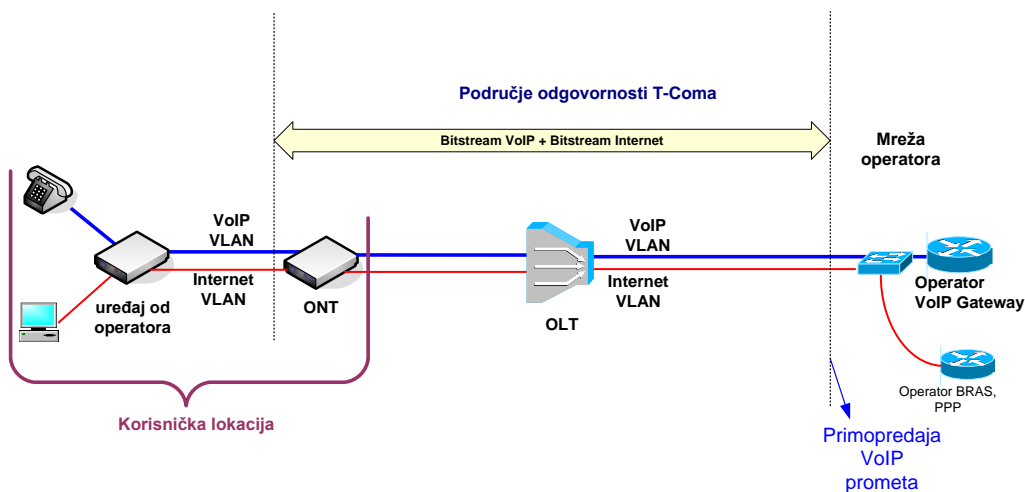 Područje odgovornosti T-Coma
Bitstream VoIP + Bitstream Internet
Mreža
operatora
VoIP
VLAN
Internet
VLAN
uređaj od
operatora
ONT
OLT
VoIP
VLAN
Internet
VLAN
Operator
VoIP Gateway
Operator BRAS,
PPP
Korisnička lokacija
Primopredaja
VoIP
prometa